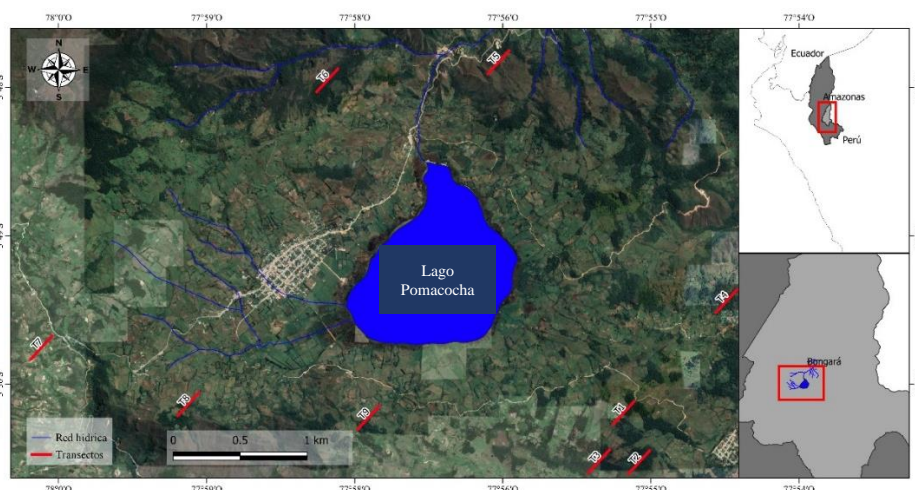 78°0'O 77°59'O 77°58'O 77°56'O 77°55'O 77°54'O
N
W E
S
T6
T5
Ecuador
Amazonas
Perú
Lago
Pomacocha
T4
T7
Bongará
T8
T9
T1
T3 T2
Red hídrica
Transectos
0 0.5 1 km
78°0'O 77°59'O 77°58'O 77°56'O 77°55'O 77°54'O